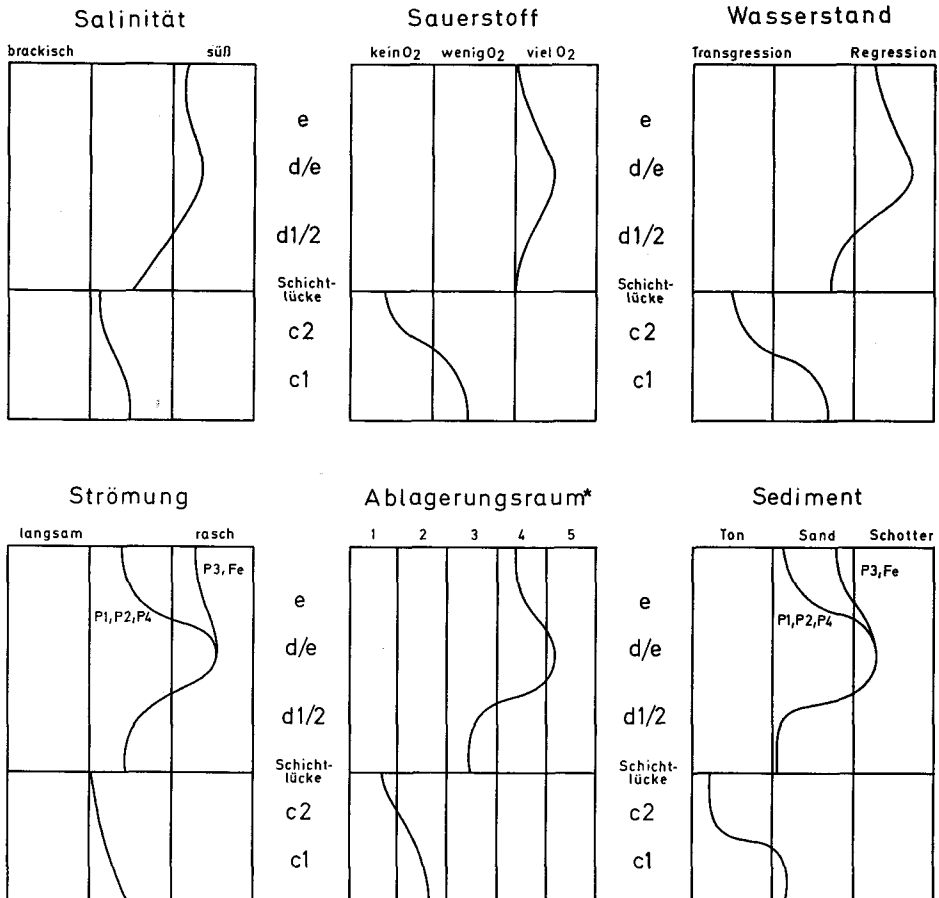 Salinität
brackisch süß
Sauerstoff
kein O2 wenig O2 viel O2
Wasserstand
Transgression Regression
e
d/e
d1/2
Schicht-
lücke
c2
c1
e
d/e
d1/2
Schicht-
lücke
c2
c1
Strömung
langsam rasch
P3, Fe
P1, P2, P4
Ablagerungsraum*
1 2 3 4 5
Sediment
Ton Sand Schotter
P3, Fe
P1, P2, P4
e
d/e
d1/2
Schicht-
lücke
c2
c1
e
d/e
d1/2
Schicht-
lücke
c2
c1